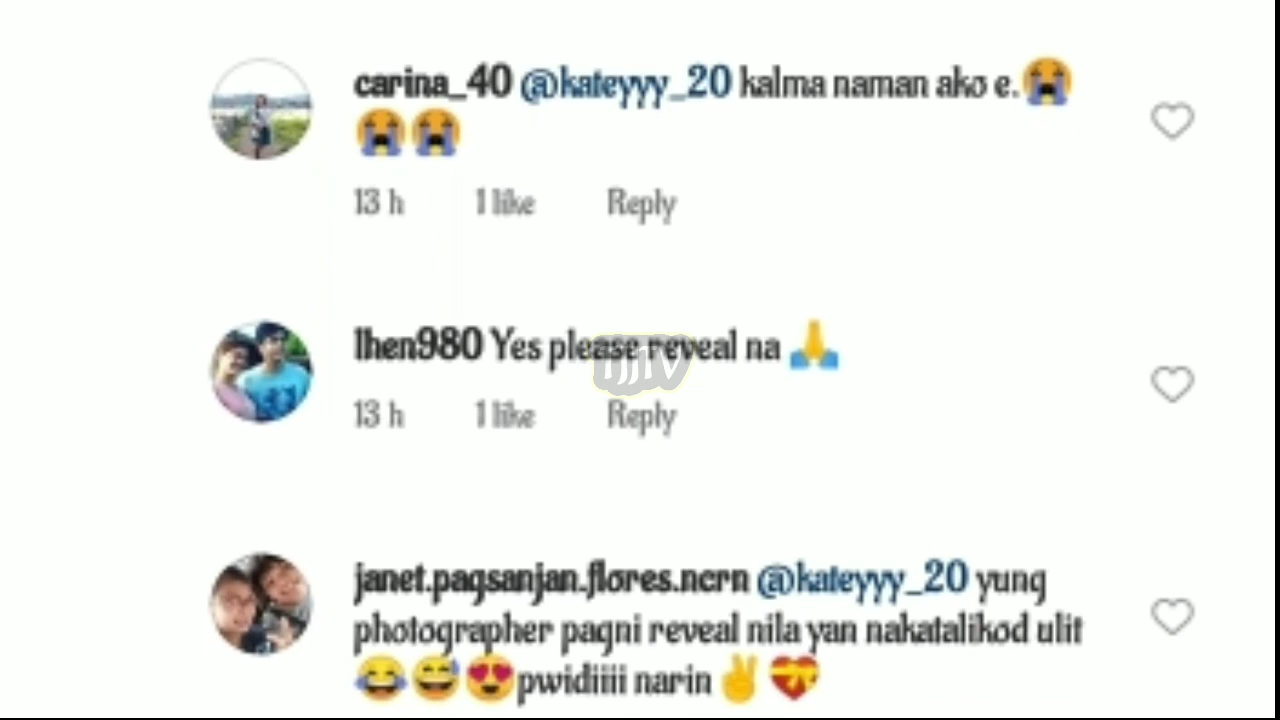 carina_40 @kateyyy_20 kalma naman ako e.😭
😭😭
13 h 1 like Reply
lhen980 Yes please reveal na 🙏
13 h 1 like Reply
janet.pagsanjan.flores.ncrn @kateyyy_20 yung
photographer pagni reveal nila yan nakatalikod ulit
😂😅😍pwidiiii narin✌️💝